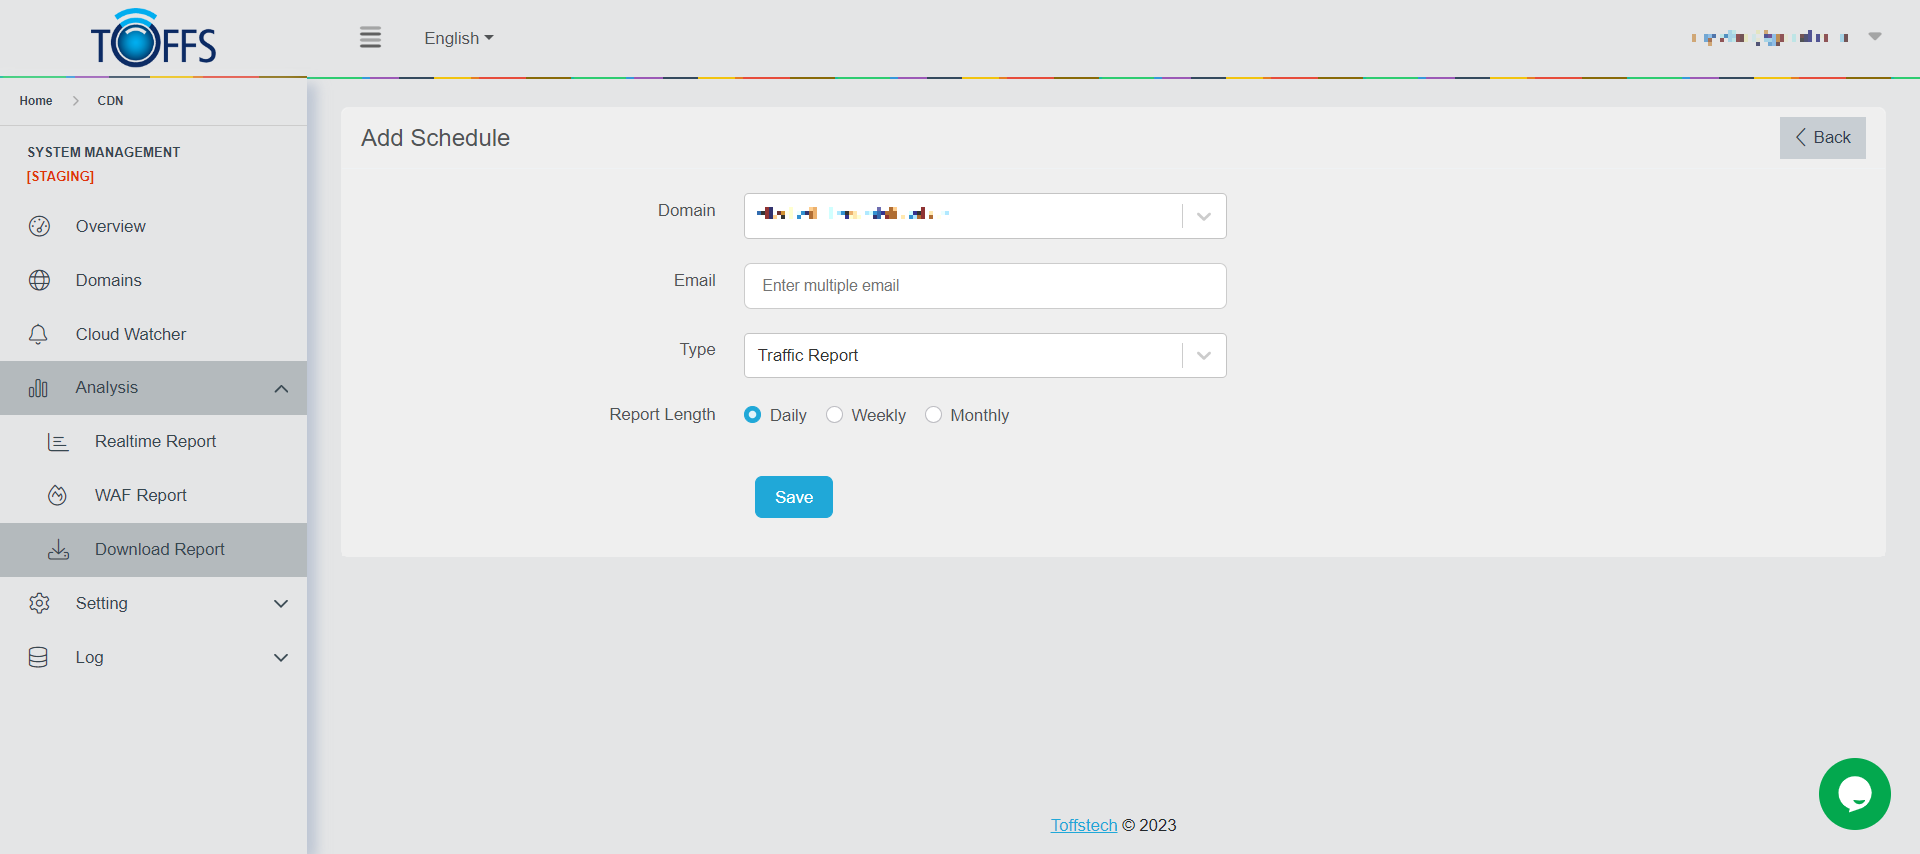 TOFFS
English
Home > CDN
SYSTEM MANAGEMENT
[STAGING]
Overview
Domains
Cloud Watcher
Analysis
Realtime Report
WAF Report
Download Report
Setting
Log
Add Schedule
Back
Domain
Email
Enter multiple email
Type
Traffic Report
Report Length
Daily Weekly Monthly
Save
Toffstech © 2023